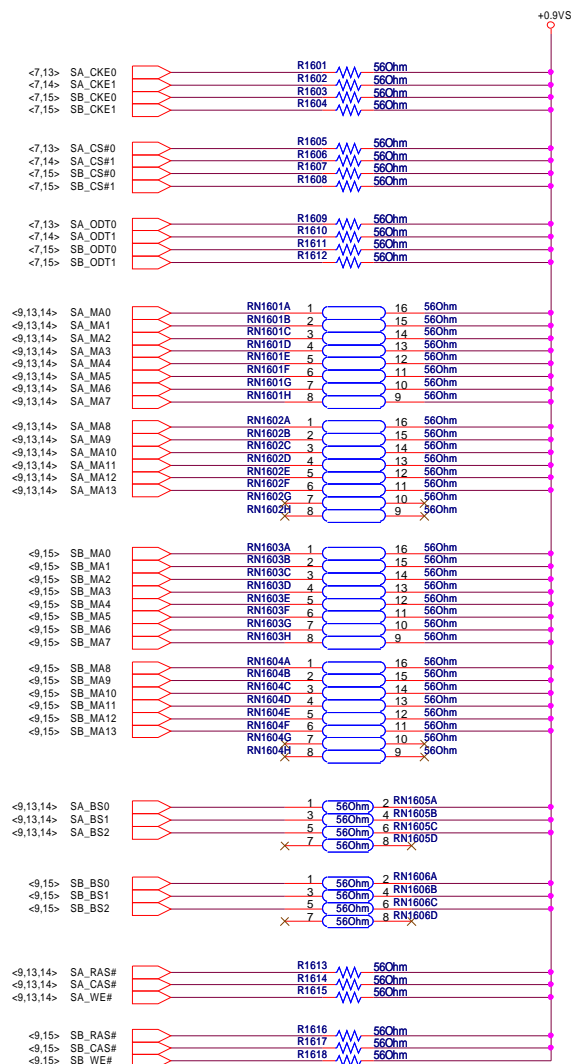 +0.9VS
<7,13> SA_CKE0 R1601 56Ohm
<7,14> SA_CKE1 R1602 56Ohm
<7,15> SB_CKE0 R1603 56Ohm
<7,15> SB_CKE1 R1604 56Ohm
<7,13> SA_CS#0 R1605 56Ohm
<7,14> SA_CS#1 R1606 56Ohm
<7,15> SB_CS#0 R1607 56Ohm
<7,15> SB_CS#1 R1608 56Ohm
<7,13> SA_ODT0 R1609 56Ohm
<7,14> SA_ODT1 R1610 56Ohm
<7,15> SB_ODT0 R1611 56Ohm
<7,15> SB_ODT1 R1612 56Ohm
<9,13,14> SA_MA0 RN1601A 1 16 56Ohm
<9,13,14> SA_MA1 RN1601B 2 15 56Ohm
<9,13,14> SA_MA2 RN1601C 3 14 56Ohm
<9,13,14> SA_MA3 RN1601D 4 13 56Ohm
<9,13,14> SA_MA4 RN1601E 5 12 56Ohm
<9,13,14> SA_MA5 RN1601F 6 11 56Ohm
<9,13,14> SA_MA6 RN1601G 7 10 56Ohm
<9,13,14> SA_MA7 RN1601H 8 9 56Ohm
<9,13,14> SA_MA8 RN1602A 1 16 56Ohm
<9,13,14> SA_MA9 RN1602B 2 15 56Ohm
<9,13,14> SA_MA10 RN1602C 3 14 56Ohm
<9,13,14> SA_MA11 RN1602D 4 13 56Ohm
<9,13,14> SA_MA12 RN1602E 5 12 56Ohm
<9,13,14> SA_MA13 RN1602F 6 11 56Ohm
RN1602G 7 10 56Ohm
RN1602H 8 9 56Ohm
<9,15> SB_MA0 RN1603A 1 16 56Ohm
<9,15> SB_MA1 RN1603B 2 15 56Ohm
<9,15> SB_MA2 RN1603C 3 14 56Ohm
<9,15> SB_MA3 RN1603D 4 13 56Ohm
<9,15> SB_MA4 RN1603E 5 12 56Ohm
<9,15> SB_MA5 RN1603F 6 11 56Ohm
<9,15> SB_MA6 RN1603G 7 10 56Ohm
<9,15> SB_MA7 RN1603H 8 9 56Ohm
<9,15> SB_MA8 RN1604A 1 16 56Ohm
<9,15> SB_MA9 RN1604B 2 15 56Ohm
<9,15> SB_MA10 RN1604C 3 14 56Ohm
<9,15> SB_MA11 RN1604D 4 13 56Ohm
<9,15> SB_MA12 RN1604E 5 12 56Ohm
<9,15> SB_MA13 RN1604F 6 11 56Ohm
RN1604G 7 10 56Ohm
RN1604H 8 9 56Ohm
<9,13,14> SA_BS0 1 56Ohm 2 RN1605A
<9,13,14> SA_BS1 3 56Ohm 4 RN1605B
<9,13,14> SA_BS2 5 56Ohm 6 RN1605C
7 56Ohm 8 RN1605D
<9,15> SB_BS0 1 56Ohm 2 RN1606A
<9,15> SB_BS1 3 56Ohm 4 RN1606B
<9,15> SB_BS2 5 56Ohm 6 RN1606C
7 56Ohm 8 RN1606D
<9,13,14> SA_RAS# R1613 56Ohm
<9,13,14> SA_CAS# R1614 56Ohm
<9,13,14> SA_WE# R1615 56Ohm
<9,15> SB_RAS# R1616 56Ohm
<9,15> SB_CAS# R1617 56Ohm
<9,15> SB_WE# R1618 56Ohm